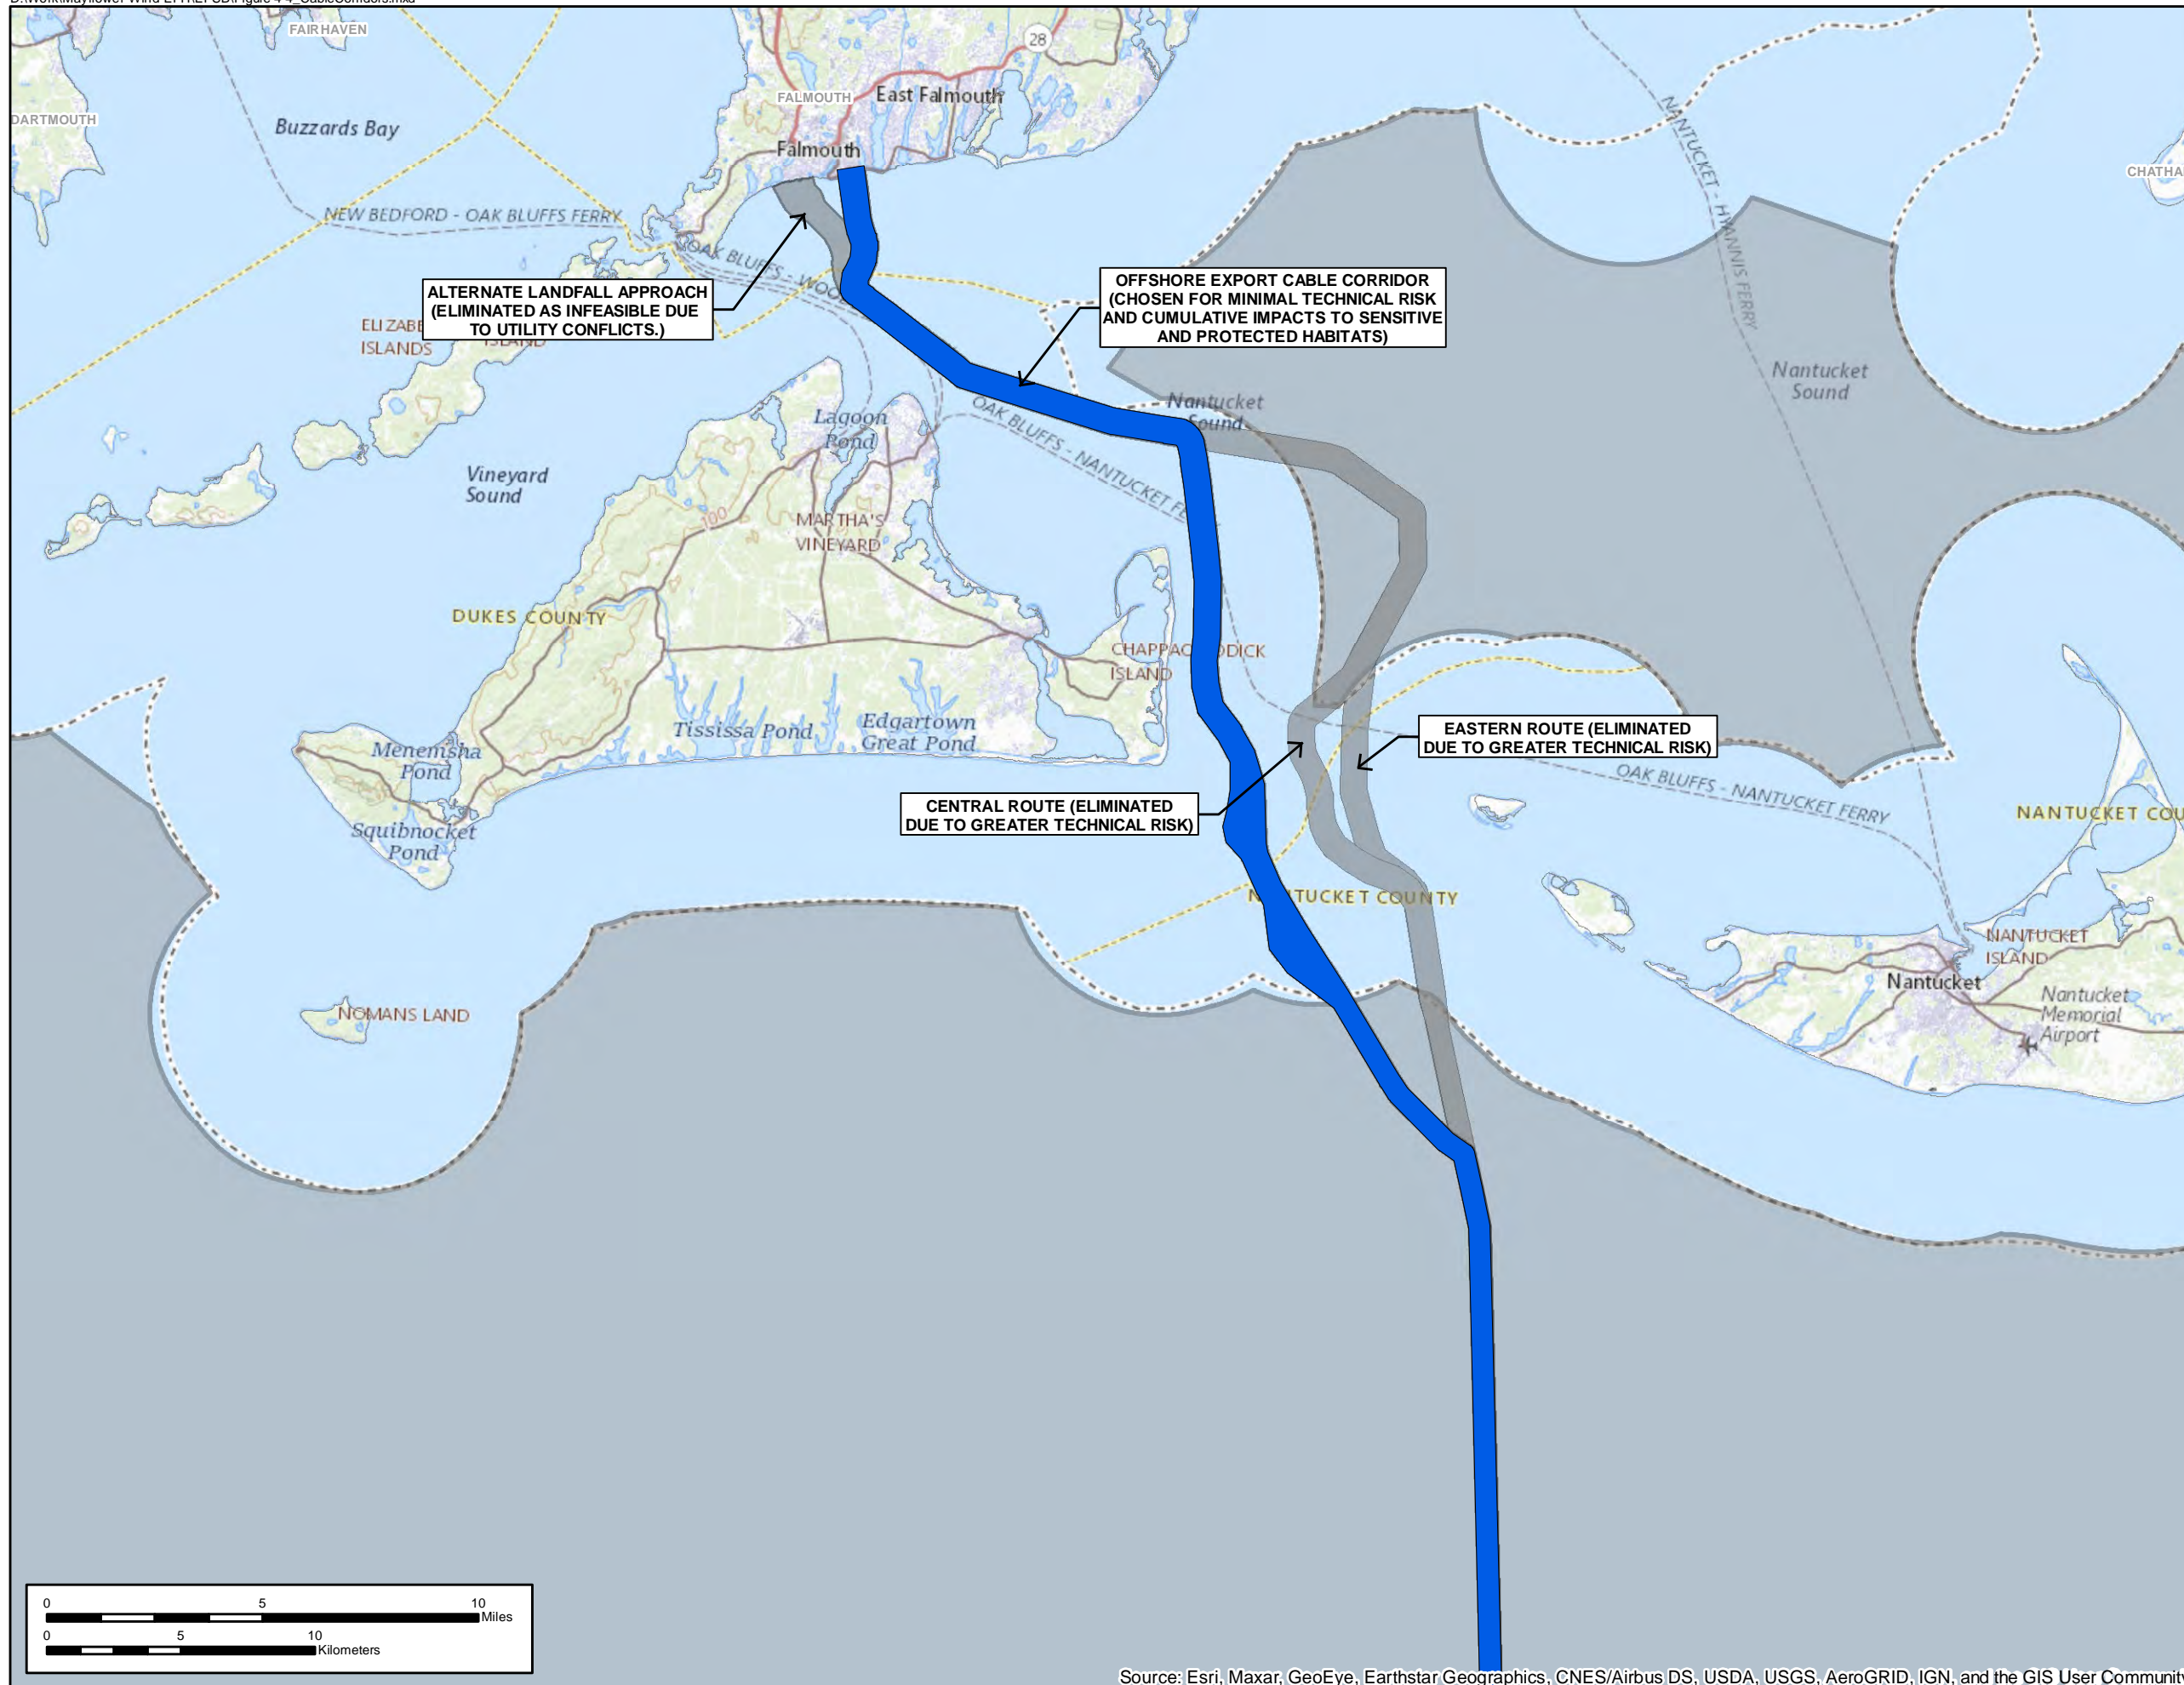 FAIRHAVEN
28
DARTMOUTH
FALMOUTH
East Falmouth
Buzzards Bay
Falmouth
NANTUCKET - HYANNIS FERRY
NEW BEDFORD - OAK BLUFFS FERRY
OAK BLUFFS -
ALTERNATE LANDFALL APPROACH
(ELIMINATED AS INFEASIBLE DUE
TO UTILITY CONFLICTS.)
OFFSHORE EXPORT CABLE CORRIDOR
(CHOSEN FOR MINIMAL TECHNICAL RISK
AND CUMULATIVE IMPACTS TO SENSITIVE
AND PROTECTED HABITATS)
ISLANDS
ISLAND
Nantucket
Sound
Nantucket
Sound
OAK BLUFFS - NANTUCKET
Lagoon
Pond
Vineyard
Sound
100
MARTHA'S
VINEYARD
DUKES COUNTY
ISLAND
Tississa Pond
Edgartown
Great Pond
Menemsha
Pond
EASTERN ROUTE (ELIMINATED
DUE TO GREATER TECHNICAL RISK)
OAK BLUFFS - NANTUCKET FERRY
CENTRAL ROUTE (ELIMINATED
DUE TO GREATER TECHNICAL RISK)
NANTUCKET
Squibnocket
Pond
COUNTY
NANTUCKET
ISLAND
Nantucket
Nantucket
Memorial
Airport
NOMANS LAND
0 5 10
Miles
0 5 10
Kilometers
Source: Esri, Maxar, GeoEye, Earthstar Geographics, CNES/Airbus DS, USDA, USGS, AeroGRID, IGN, and the GIS User Community